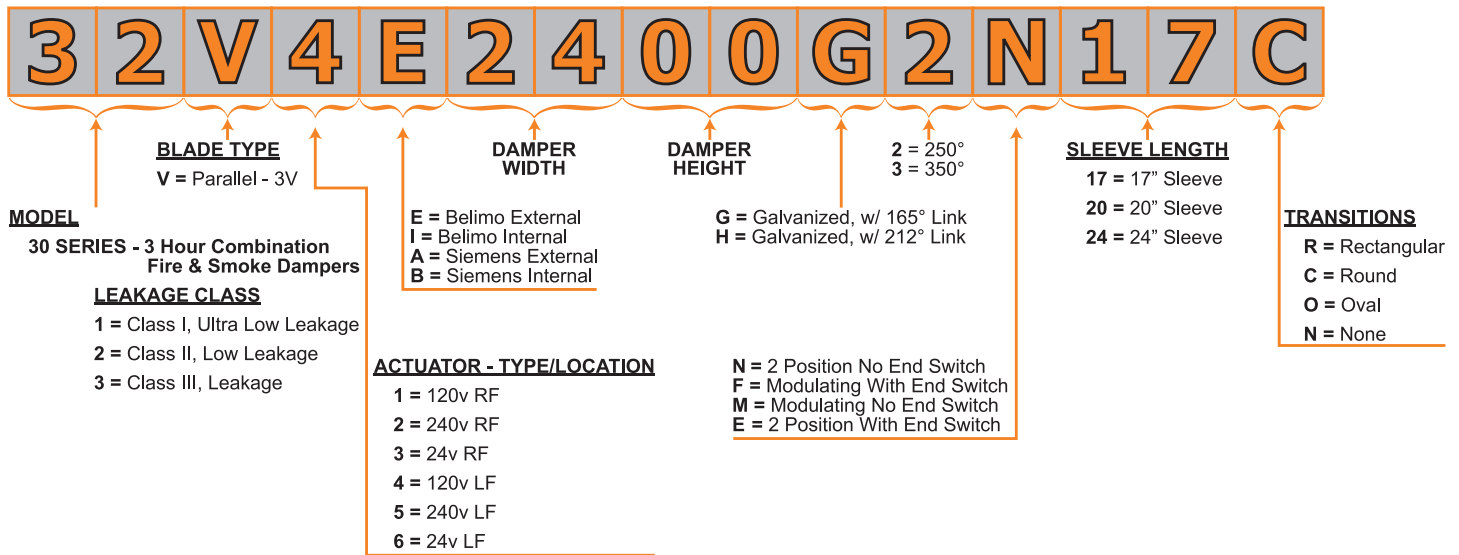 32V4E2400G2N17C
BLADE TYPE
V = Parallel - 3V
DAMPER
WIDTH
DAMPER
HEIGHT
2 = 250°
3 = 350°
SLEEVE LENGTH
17 = 17” Sleeve
20 = 20” Sleeve
24 = 24” Sleeve
MODEL
30 SERIES - 3 Hour Combination
Fire & Smoke Dampers
LEAKAGE CLASS
1 = Class I, Ultra Low Leakage
2 = Class II, Low Leakage
3 = Class III, Leakage
E = Belimo External
I = Belimo Internal
A = Siemens External
B = Siemens Internal
G = Galvanized, w/ 165° Link
H = Galvanized, w/ 212° Link
TRANSITIONS
R = Rectangular
C = Round
O = Oval
N = None
ACTUATOR - TYPE/LOCATION
1 = 120v RF
2 = 240v RF
3 = 24v RF
4 = 120v LF
5 = 240v LF
6 = 24v LF
N = 2 Position No End Switch
F = Modulating With End Switch
M = Modulating No End Switch
E = 2 Position With End Switch